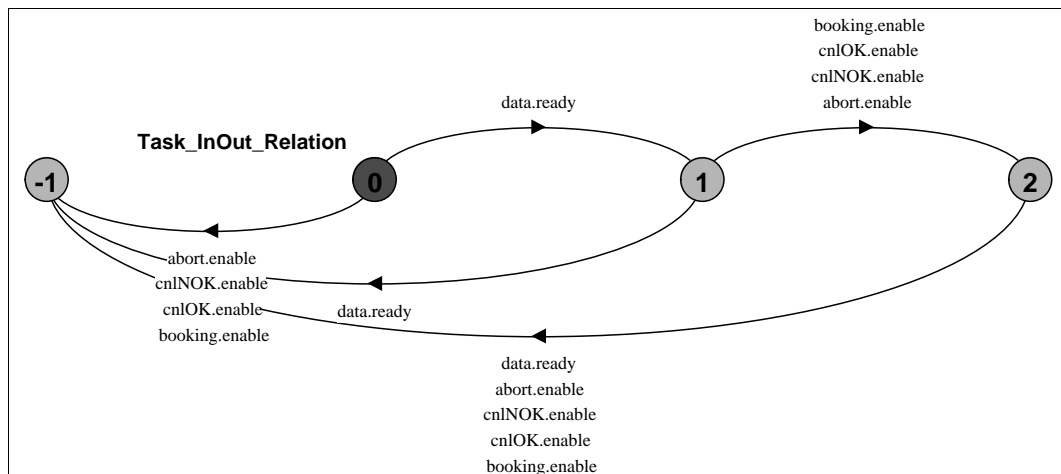 booking.enable
cnlOK.enable
cnlNOK.enable
abort.enable
data.ready
Task_InOut_Relation
-1
0
1
2
abort.enable
cnlNOK.enable
cnlOK.enable
booking.enable
data.ready
data.ready
abort.enable
cnlNOK.enable
cnlOK.enable
booking.enable